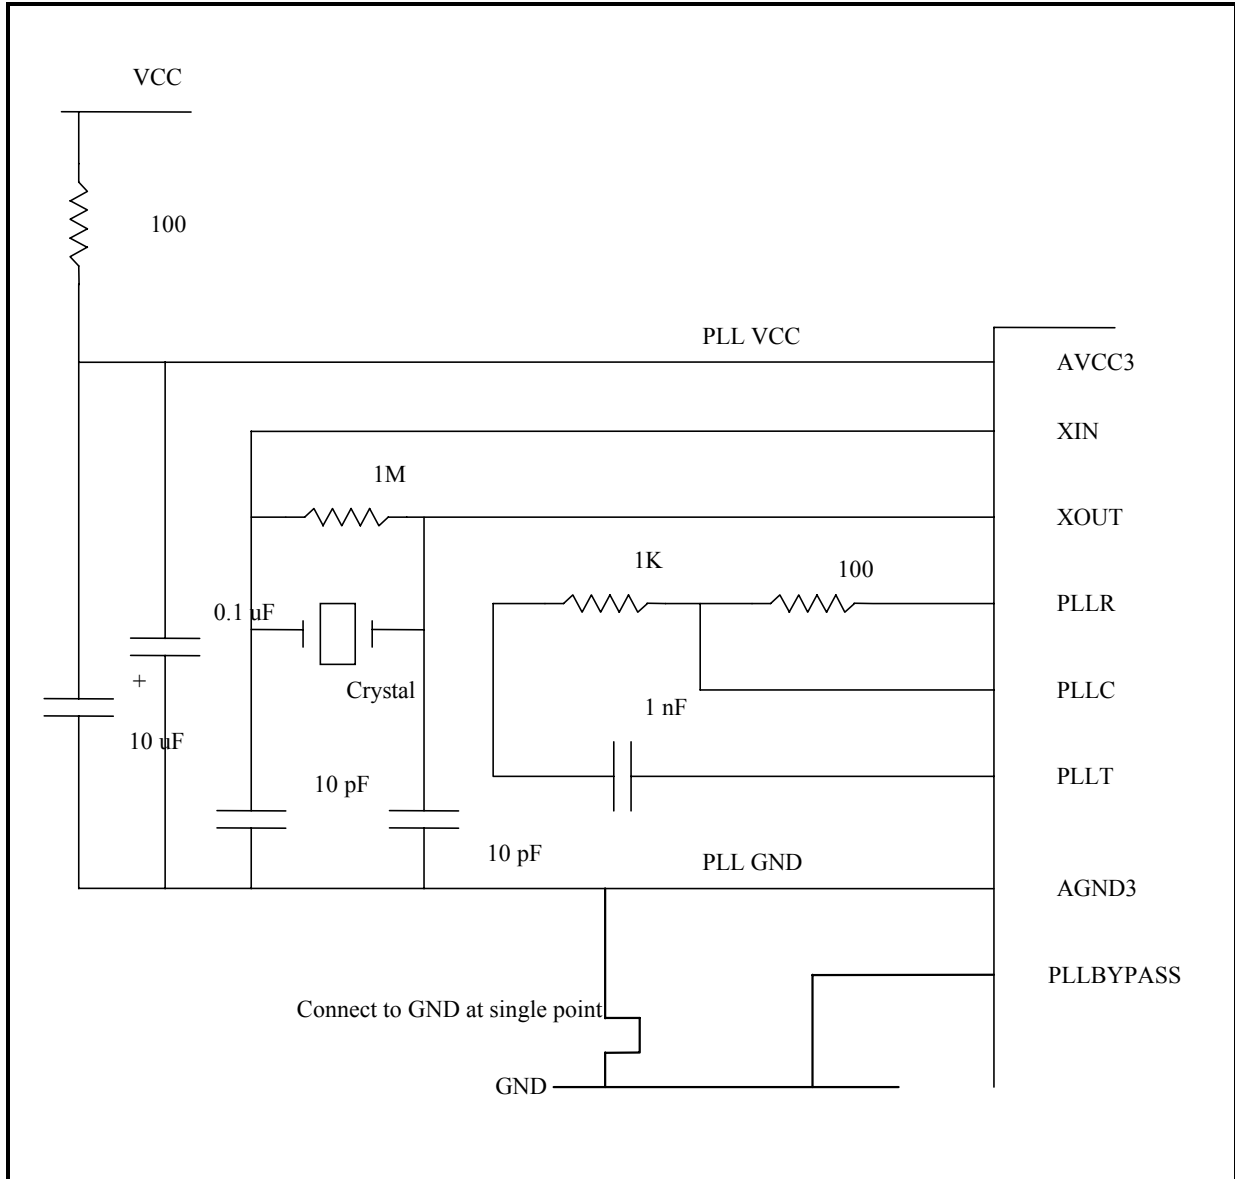 VCC
100
PLL VCC
AVCC3
XIN
1M
XOUT
1K
100
PLLR
0.1 uF
+
Crystal
PLLC
1 nF
10 uF
PLLT
10 pF
10 pF
PLL GND
AGND3
PLLBYPASS
Connect to GND at single point
GND